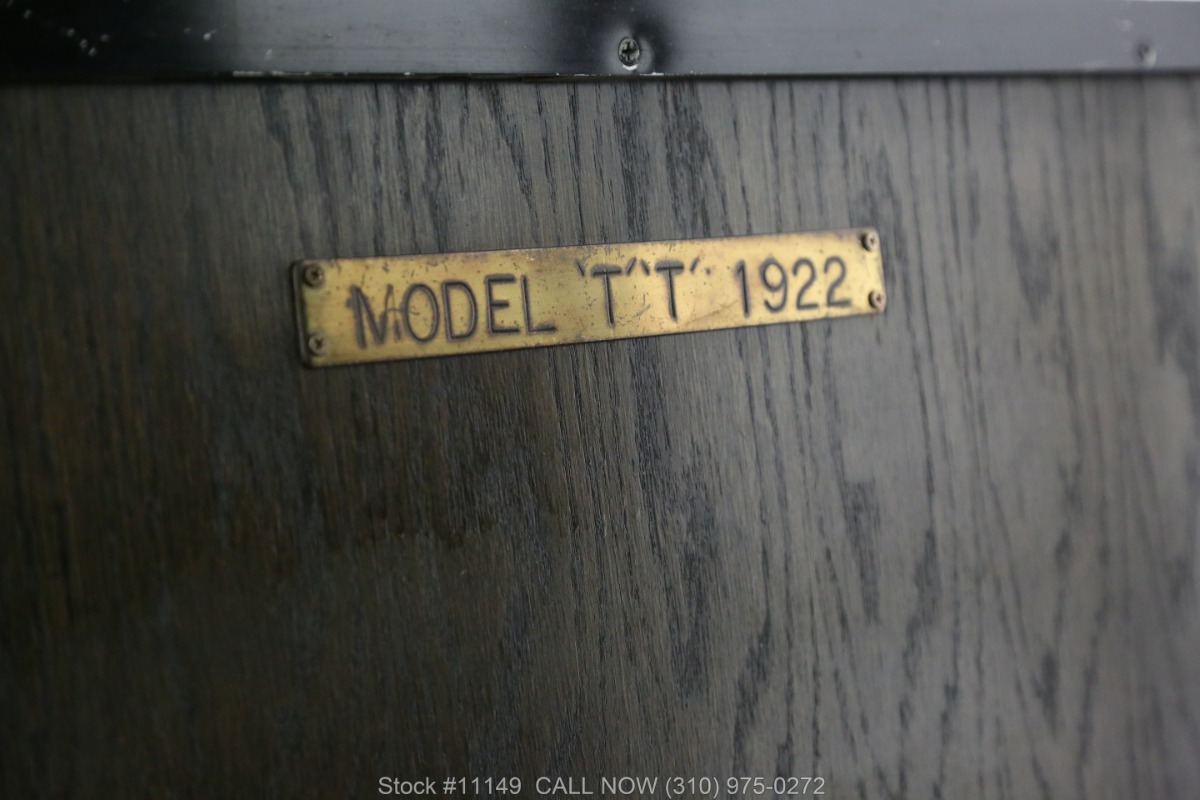 MODEL 'T''T' 1922
Stock #11149 CALL NOW (310) 975-0272